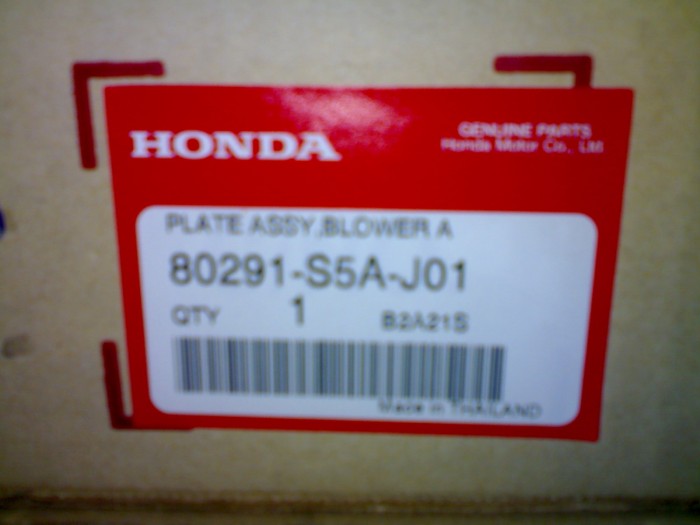 HONDA
GENUINE PARTS
Honda Motor Co., Ltd.
PLATE ASSY,BLOWER A
80291-S5A-J01
QTY 1 B2A21S
Made in THAILAND